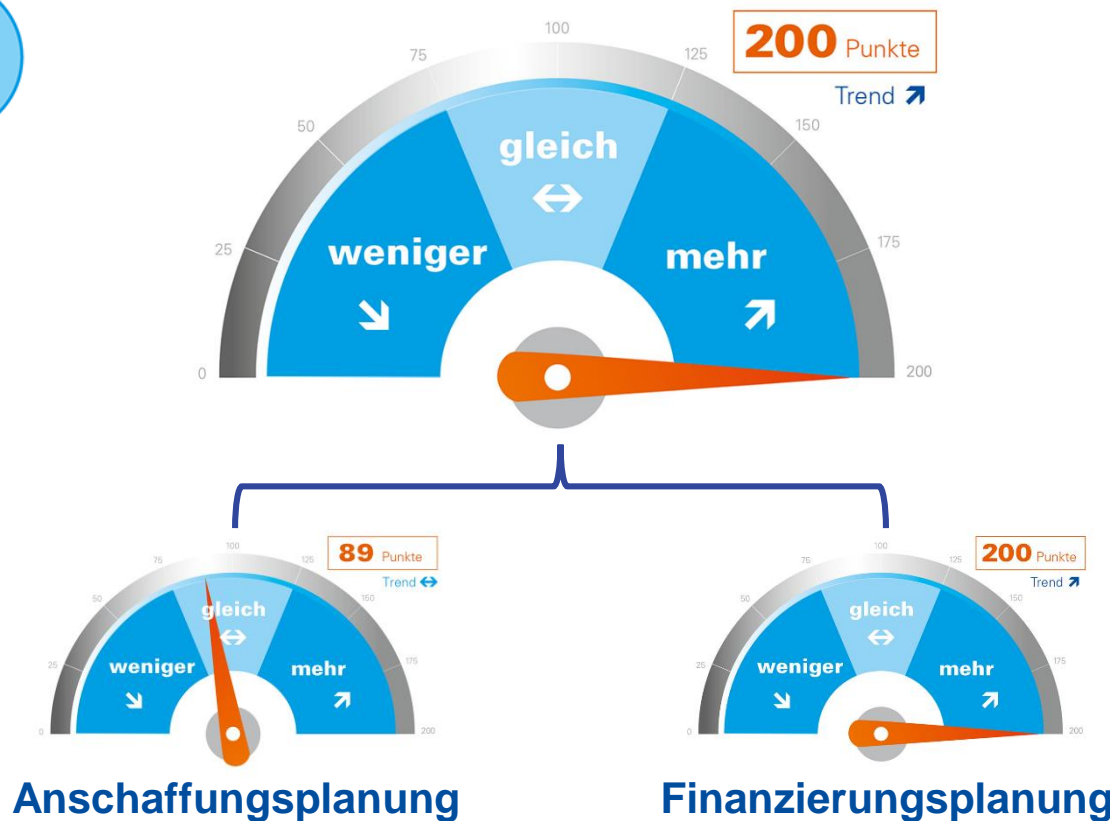 100
75
125
200 Punkte
Trend ↗
50
150
gleich
↔
25
175
weniger
mehr
↘
↗
0
200
100
75
125
89 Punkte
Trend ↔
50
150
gleich
↔
25
175
weniger
mehr
↘
↗
0
200
100
75
125
200 Punkte
Trend ↗
50
150
gleich
↔
25
175
weniger
mehr
↘
↗
0
200
Anschaffungsplanung
Finanzierungsplanung